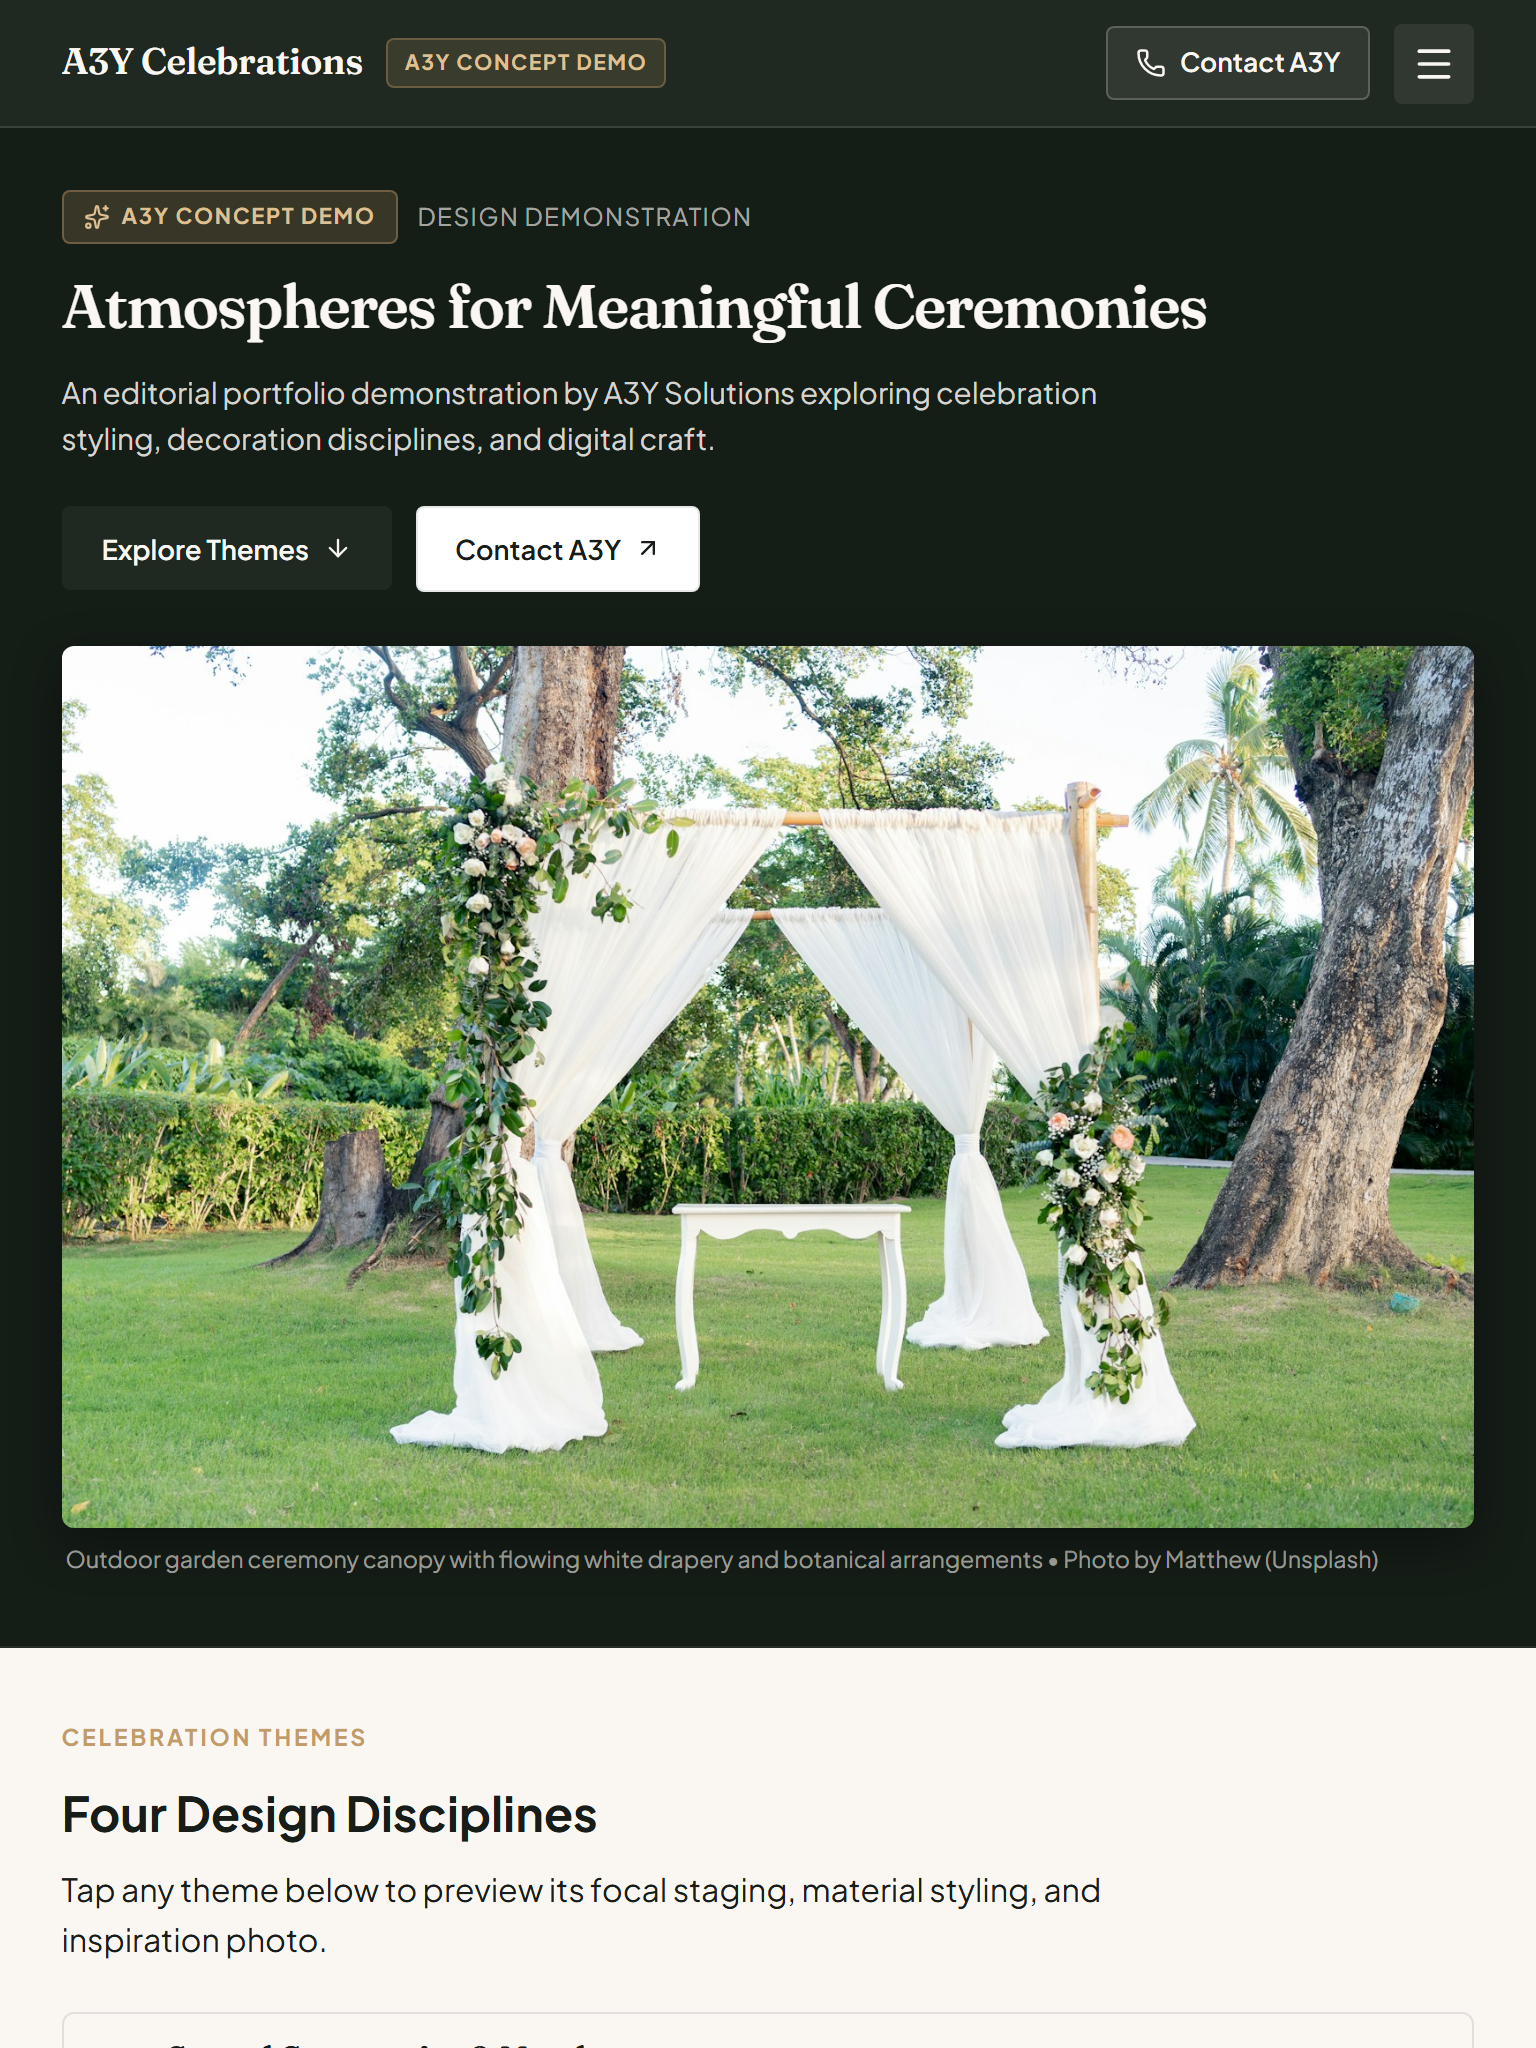 A3Y Celebrations
A3Y CONCEPT DEMO
Contact A3Y
A3Y CONCEPT DEMO
DESIGN DEMONSTRATION
Atmospheres for Meaningful Ceremonies
An editorial portfolio demonstration by A3Y Solutions exploring celebration
styling, decoration disciplines, and digital craft.
Explore Themes
Contact A3Y
Outdoor garden ceremony canopy with flowing white drapery and botanical arrangements • Photo by Matthew (Unsplash)
CELEBRATION THEMES
Four Design Disciplines
Tap any theme below to preview its focal staging, material styling, and
inspiration photo.